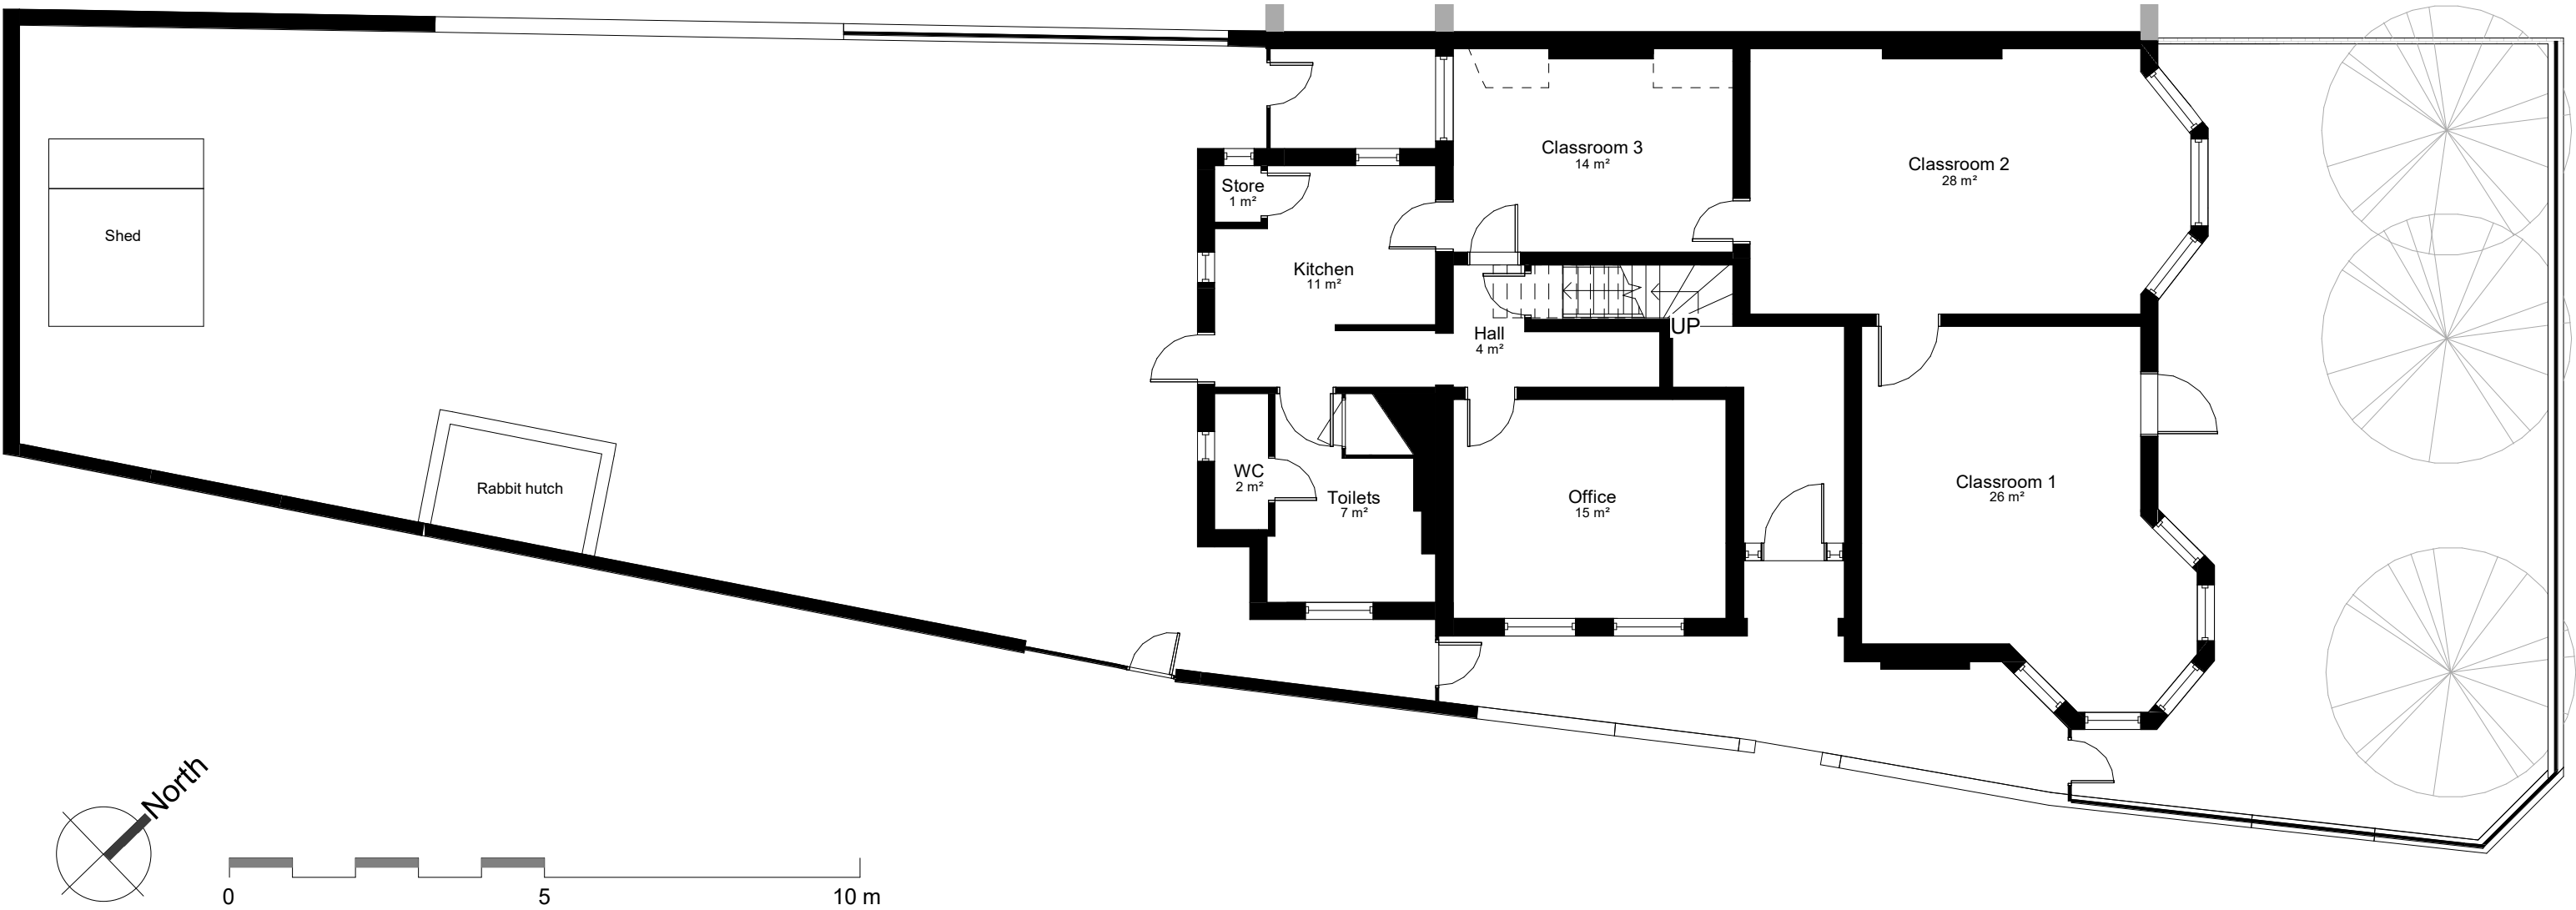 Classroom 3
14 m²
Classroom 2
28 m²
Store
1 m²
Shed
Kitchen
11 m²
UP
Hall
4 m²
WC
2 m²
Toilets
7 m²
Office
15 m²
Classroom 1
26 m²
Rabbit hutch
North
0 5 10 m